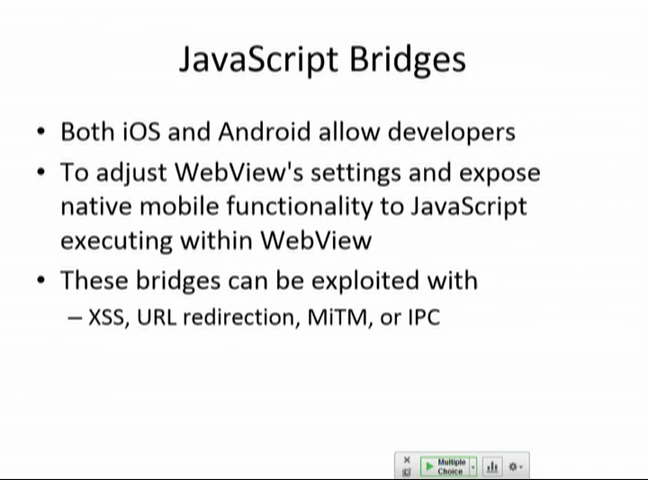 JavaScript Bridges
• Both iOS and Android allow developers
• To adjust WebView's settings and expose
native mobile functionality to JavaScript
executing within WebView
• These bridges can be exploited with
– XSS, URL redirection, MiTM, or IPC
Multiple
Choice